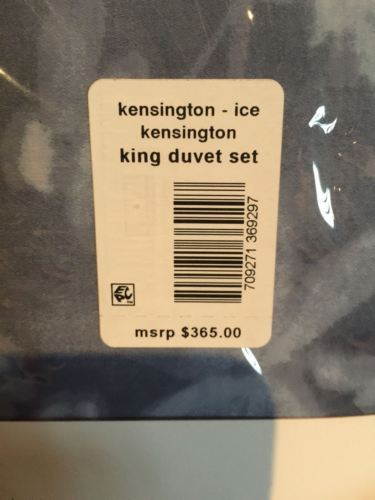 kensington - ice
kensington
king duvet set
709271 369297
msrp $365.00